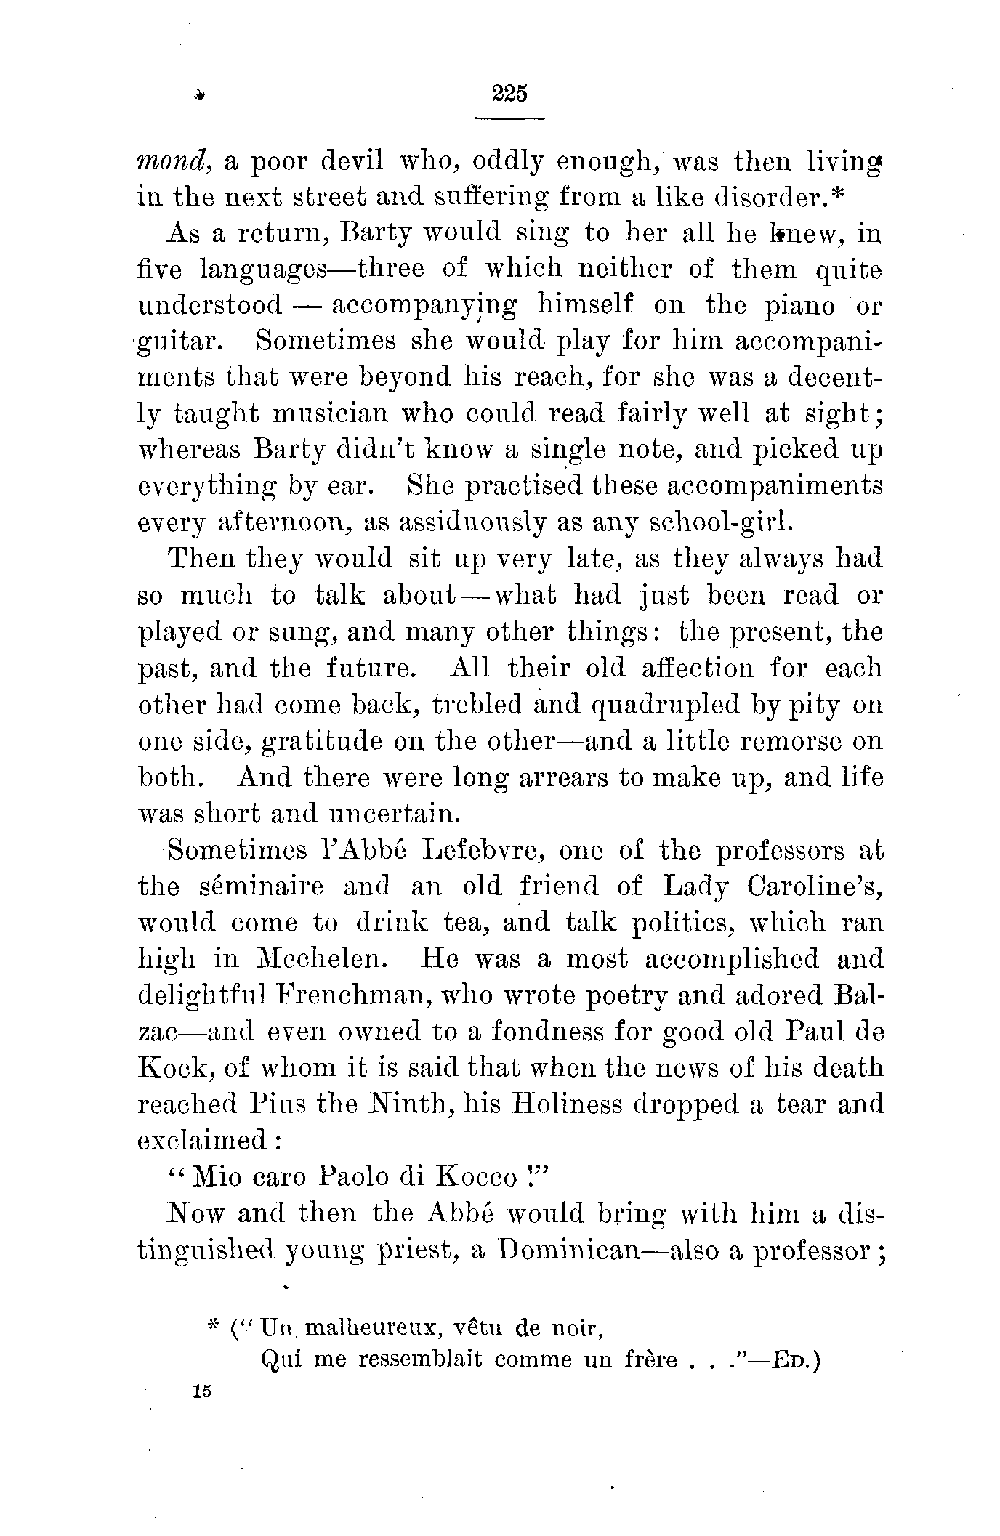 225
mond, a poor devil who, oddly enough, was then living
in the next street and suffering from a like disorder.*
As a return, Barty would sing to her all he knew, in
five languages—three of which neither of them quite
understood — accompanying himself on the piano or
guitar. Sometimes she would play for him accompani-
ments that were beyond his reach, for she was a decent-
ly taught musician who could read fairly well at sight;
whereas Barty didn't know a single note, and picked up
everything by ear. She practised these accompaniments
every afternoon, as assiduously as any school-girl.
Then they would sit up very late, as they always had
so much to talk about—what had just been read or
played or sung, and many other things: the present, the
past, and the future. All their old affection for each
other had come back, trebled and quadrupled by pity on
one side, gratitude on the other—and a little remorse on
both. And there were long arrears to make up, and life
was short and uncertain.
Sometimes l'Abbé Lefebvre, one of the professors at
the séminaire and an old friend of Lady Caroline's,
would come to drink tea, and talk politics, which ran
high in Mechelen. He was a most accomplished and
delightful Frenchman, who wrote poetry and adored Bal-
zac—and even owned to a fondness for good old Paul de
Kock, of whom it is said that when the news of his death
reached Pius the Ninth, his Holiness dropped a tear and
exclaimed:
"Mio caro Paolo di Kocco!"
Now and then the Abbé would bring with him a dis-
tinguished young priest, a Dominican—also a professor;
* ("Un malheureux, vêtu de noir,
Qui me ressemblait comme un frère . . ."—ED.)
15